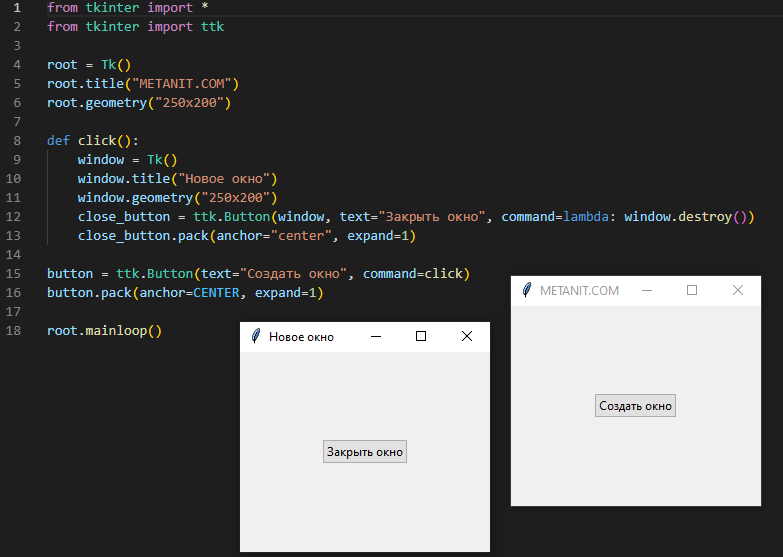 1 from tkinter import *
2 from tkinter import ttk
3
4 root = Tk()
5 root.title("METANIT.COM")
6 root.geometry("250x200")
7
8 def click():
9     window = Tk()
10     window.title("Новое окно")
11     window.geometry("250x200")
12     close_button = ttk.Button(window, text="Закрыть окно", command=lambda: window.destroy())
13     close_button.pack(anchor="center", expand=1)
14
15 button = ttk.Button(text="Создать окно", command=click)
16 button.pack(anchor=CENTER, expand=1)
17
18 root.mainloop()
METANIT.COM
Создать окно
Новое окно
Закрыть окно